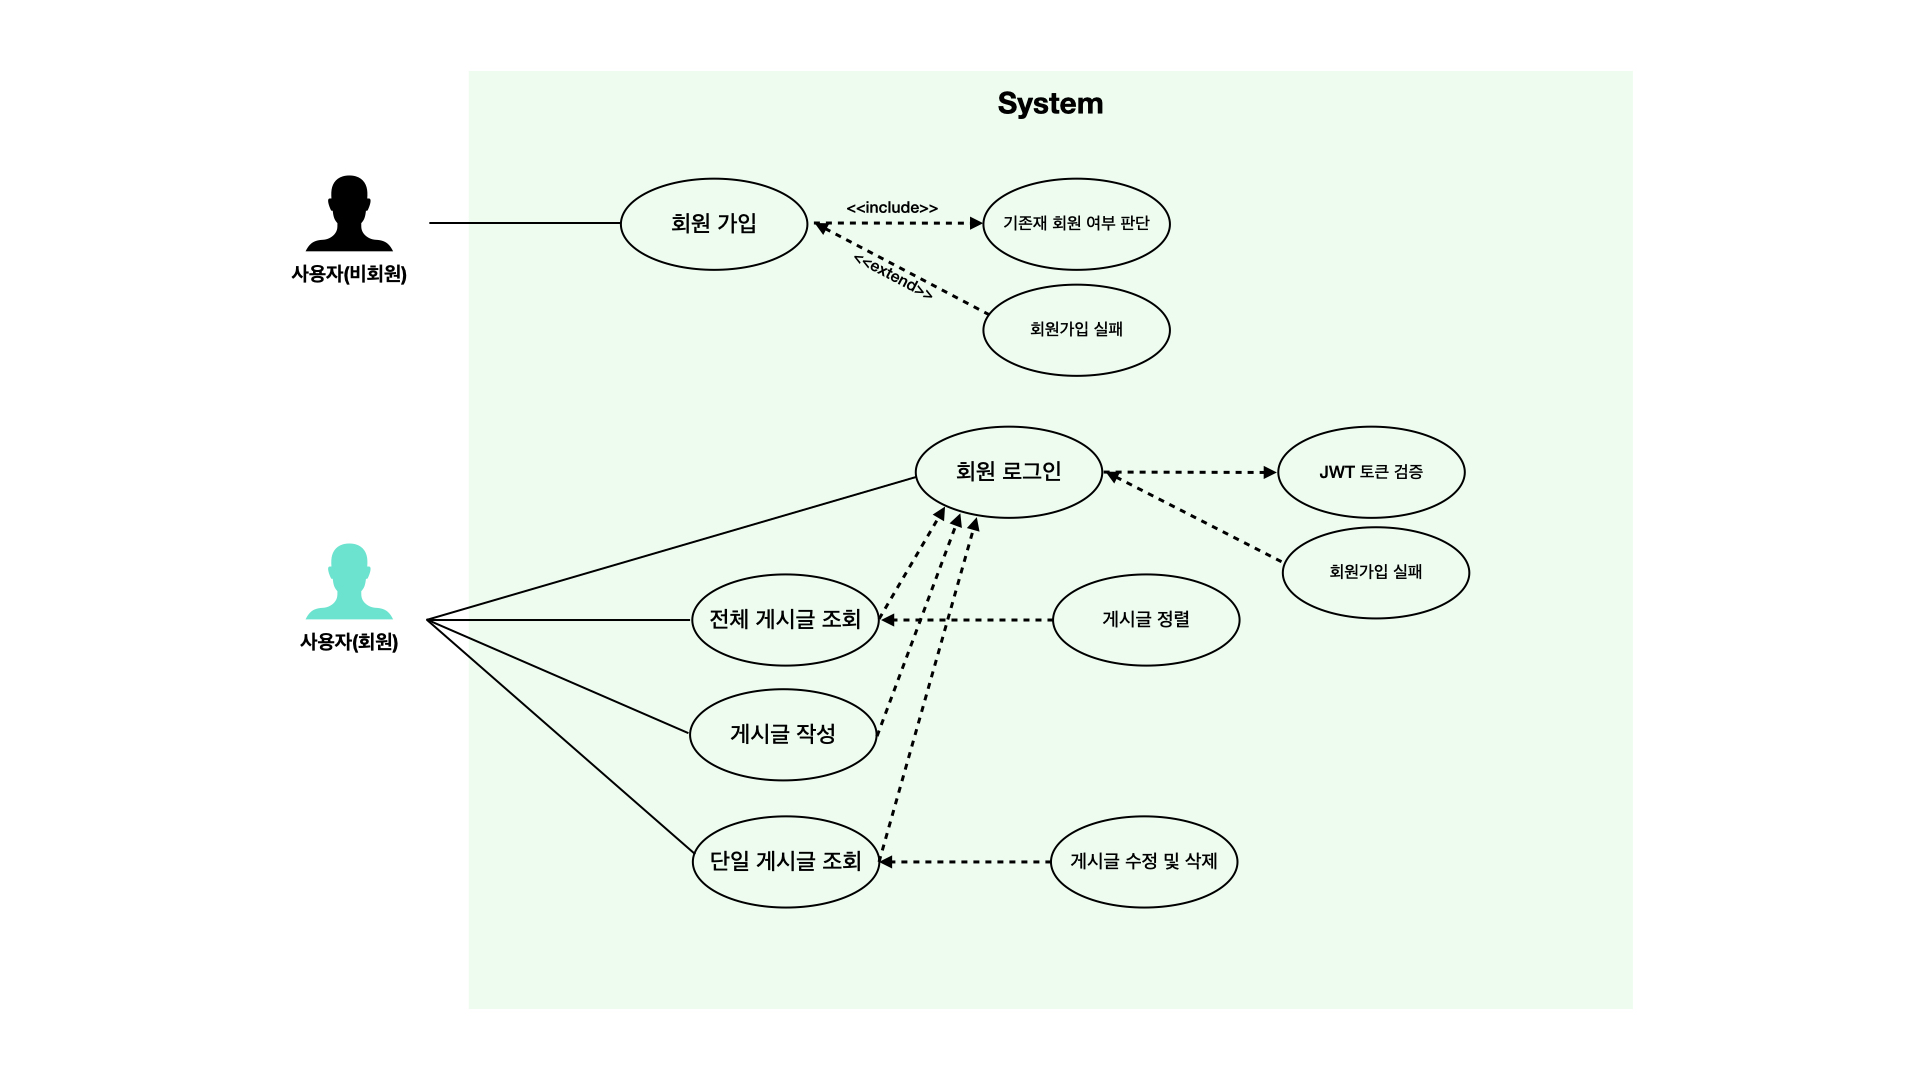 System
사용자(비회원)
회원 가입
<<include>>
기존재 회원 여부 판단
<<extend>>
회원가입 실패
회원 로그인
JWT 토큰 검증
회원가입 실패
사용자(회원)
전체 게시글 조회
게시글 정렬
게시글 작성
단일 게시글 조회
게시글 수정 및 삭제